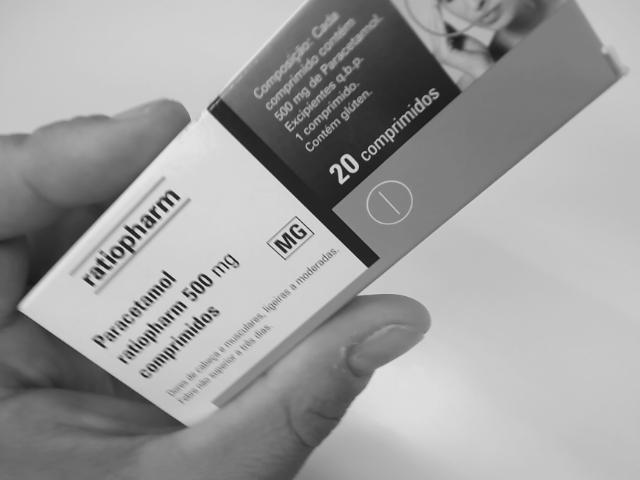 ratiopharm
Paracetamol
ratiopharm 500 mg
comprimidos
MG
Dores de cabeça e musculares, ligeiras a moderadas.
Febre não superior a três dias.
Composição: Cada
comprimido contém
500 mg de Paracetamol.
Excipientes q.b.p.
1 comprimido.
Contém glúten.
20 comprimidos